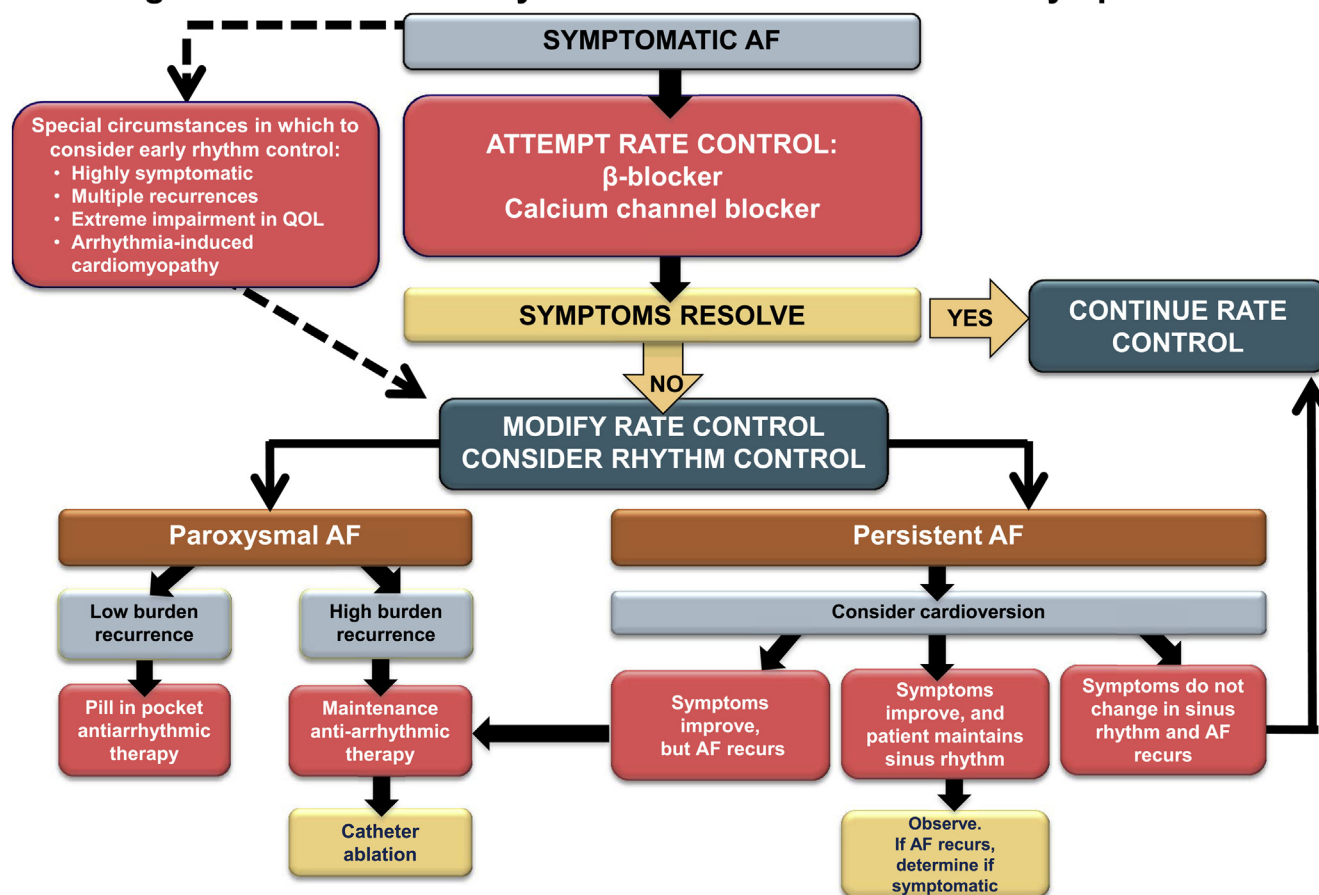 SYMPTOMATIC AF
Special circumstances in which to
consider early rhythm control:
• Highly symptomatic
• Multiple recurrences
• Extreme impairment in QOL
• Arrhythmia-induced
cardiomyopathy
ATTEMPT RATE CONTROL:
β-blocker
Calcium channel blocker
SYMPTOMS RESOLVE
YES
CONTINUE RATE
CONTROL
NO
MODIFY RATE CONTROL
CONSIDER RHYTHM CONTROL
Paroxysmal AF
Persistent AF
Low burden
recurrence
High burden
recurrence
Consider cardioversion
Pill in pocket
antiarrhythmic
therapy
Maintenance
anti-arrhythmic
therapy
Symptoms
improve,
but AF recurs
Symptoms
improve, and
patient maintains
sinus rhythm
Symptoms do not
change in sinus
rhythm and AF
recurs
Catheter
ablation
Observe.
If AF recurs,
determine if
symptomatic